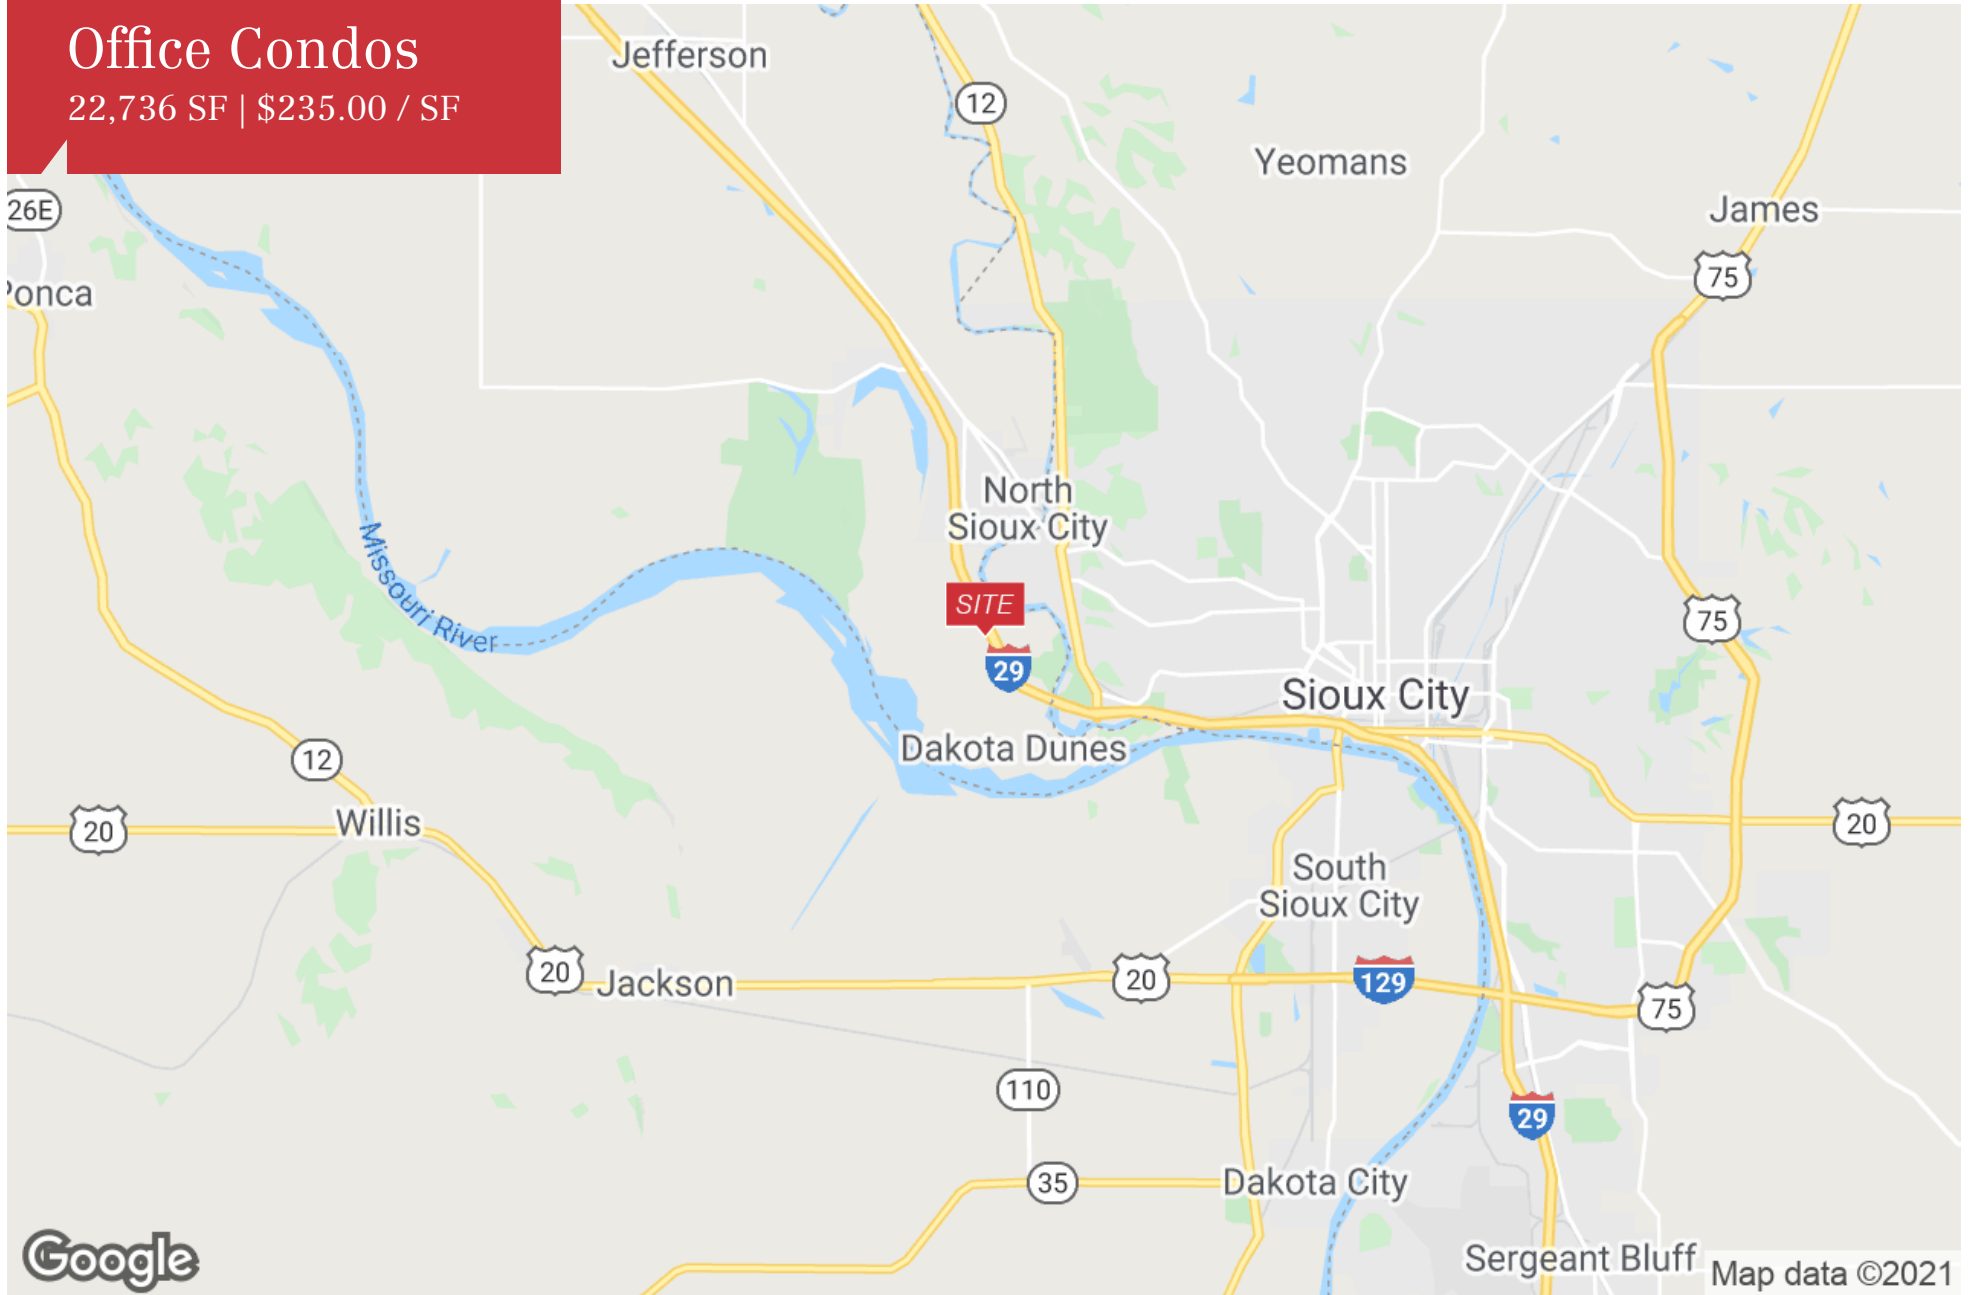 Office Condos
22,736 SF | $235.00 / SF
Jefferson
12
Yeomans
26E
James
75
Ponca
North
Sioux City
Missouri River
SITE
75
29
Sioux City
Dakota Dunes
12
20
Willis
20
South
Sioux City
20
Jackson
20
129
75
110
29
35
Dakota City
Google
Sergeant Bluff
Map data ©2021